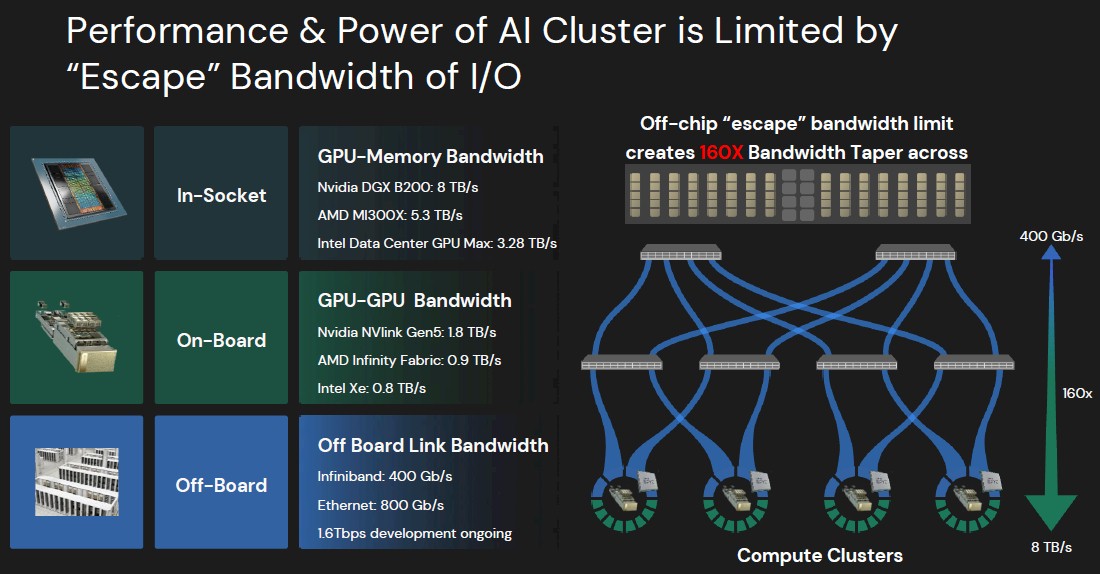 Performance & Power of AI Cluster is Limited by
“Escape” Bandwidth of I/O
In-Socket
GPU-Memory Bandwidth
Nvidia DGX B200: 8 TB/s
AMD MI300X: 5.3 TB/s
Intel Data Center GPU Max: 3.28 TB/s
On-Board
GPU-GPU Bandwidth
Nvidia NVlink Gen5: 1.8 TB/s
AMD Infinity Fabric: 0.9 TB/s
Intel Xe: 0.8 TB/s
Off-Board
Off Board Link Bandwidth
Infiniband: 400 Gb/s
Ethernet: 800 Gb/s
1.6Tbps development ongoing
Off-chip “escape” bandwidth limit
creates 160X Bandwidth Taper across
400 Gb/s
160x
8 TB/s
Compute Clusters